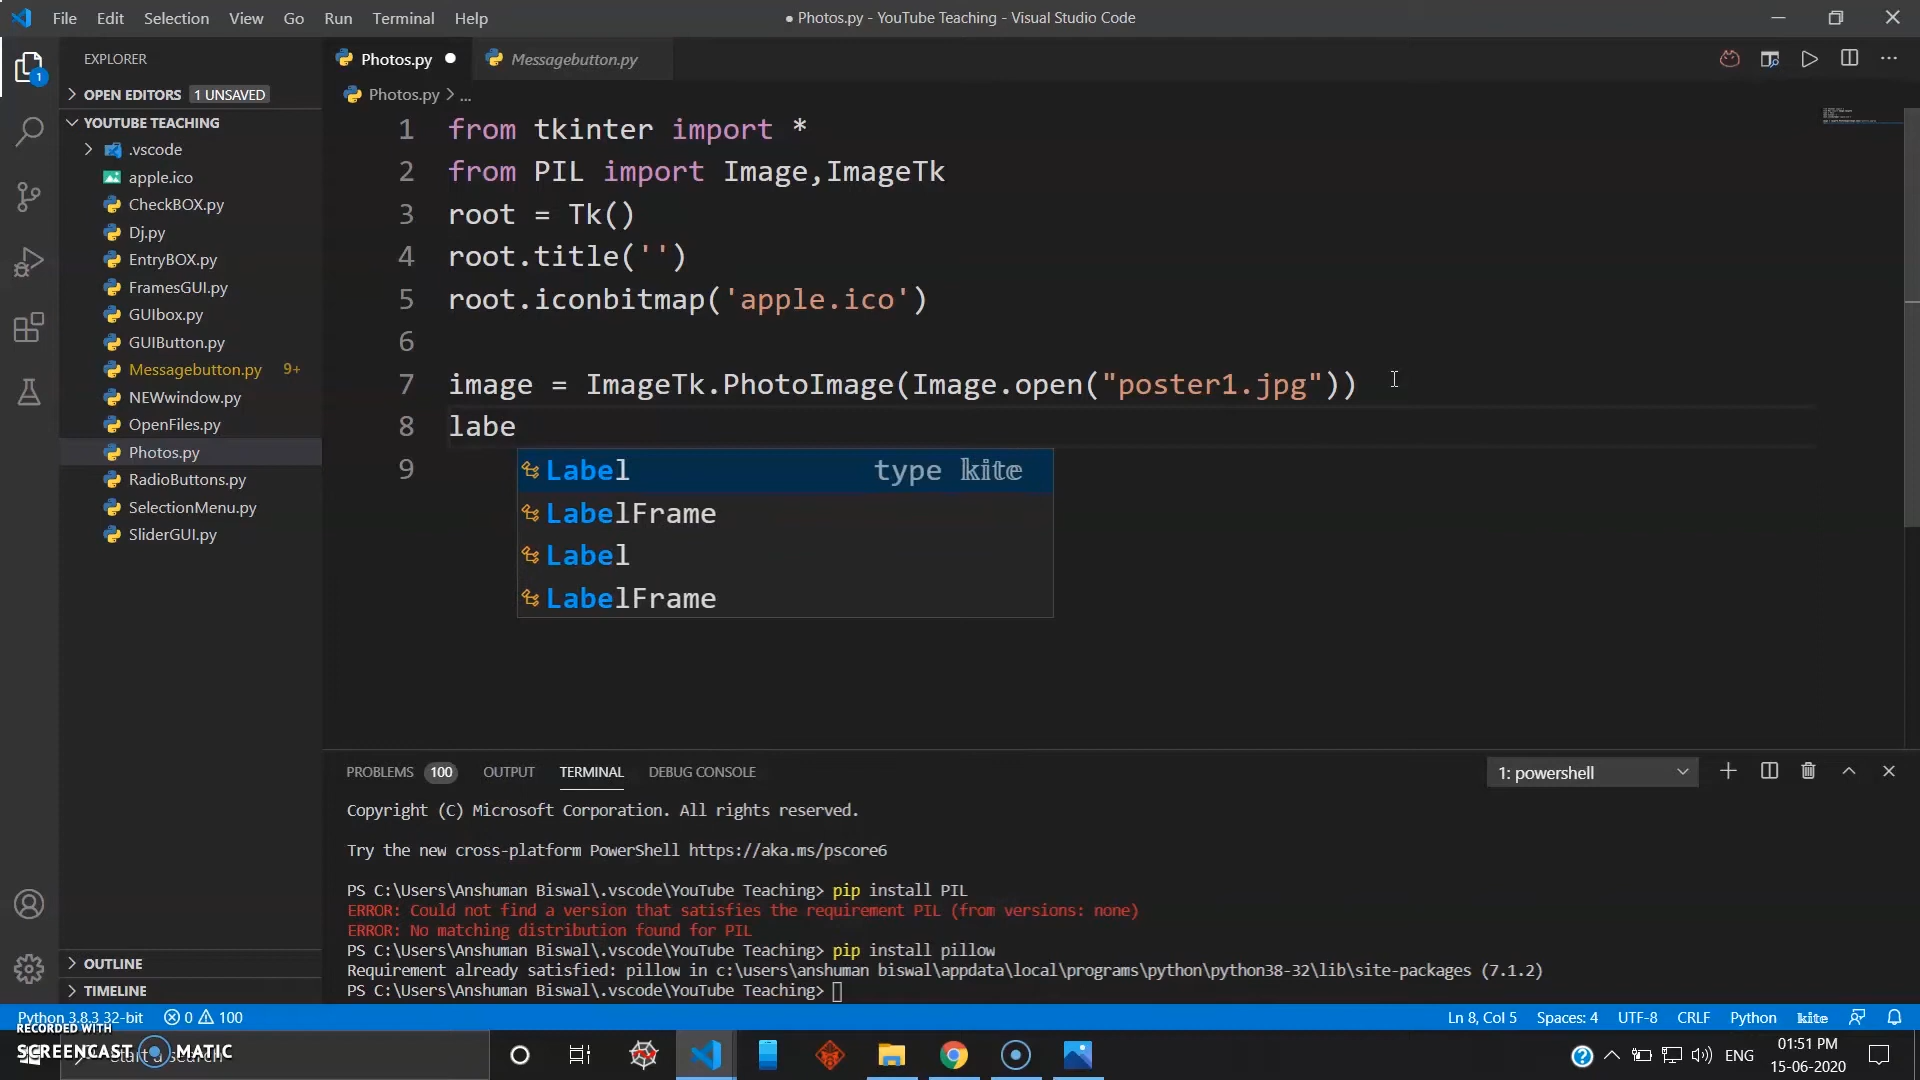 File Edit Selection View Go Run Terminal Help
● Photos.py - YouTube Teaching - Visual Studio Code
EXPLORER
OPEN EDITORS 1 UNSAVED
YOUTUBE TEACHING
.vscode
apple.ico
CheckBOX.py
Dj.py
EntryBOX.py
FramesGUI.py
GUIbox.py
GUIButton.py
Messagebutton.py 9+
NEWwindow.py
OpenFiles.py
Photos.py
RadioButtons.py
SelectionMenu.py
SliderGUI.py
OUTLINE
TIMELINE
1
Photos.py Messagebutton.py
Photos.py > ...
1 from tkinter import *
2 from PIL import Image,ImageTk
3 root = Tk()
4 root.title('')
5 root.iconbitmap('apple.ico')
6
7 image = ImageTk.PhotoImage(Image.open("poster1.jpg"))
8 labe
9
Label type kite
LabelFrame
Label
LabelFrame
PROBLEMS 100 OUTPUT TERMINAL DEBUG CONSOLE 1: powershell
Copyright (C) Microsoft Corporation. All rights reserved.
Try the new cross-platform PowerShell https://aka.ms/pscore6
PS C:\Users\Anshuman Biswal\.vscode\YouTube Teaching> pip install PIL
ERROR: Could not find a version that satisfies the requirement PIL (from versions: none)
ERROR: No matching distribution found for PIL
PS C:\Users\Anshuman Biswal\.vscode\YouTube Teaching> pip install pillow
Requirement already satisfied: pillow in c:\users\anshuman biswal\appdata\local\programs\python\python38-32\lib\site-packages (7.1.2)
PS C:\Users\Anshuman Biswal\.vscode\YouTube Teaching>
Python 3.8.3 32-bit 0 100 Ln 8, Col 5 Spaces: 4 UTF-8 CRLF Python kite
RECORDED WITH
SCREENCAST MATIC
Start a search
ENG
01:51 PM
15-06-2020